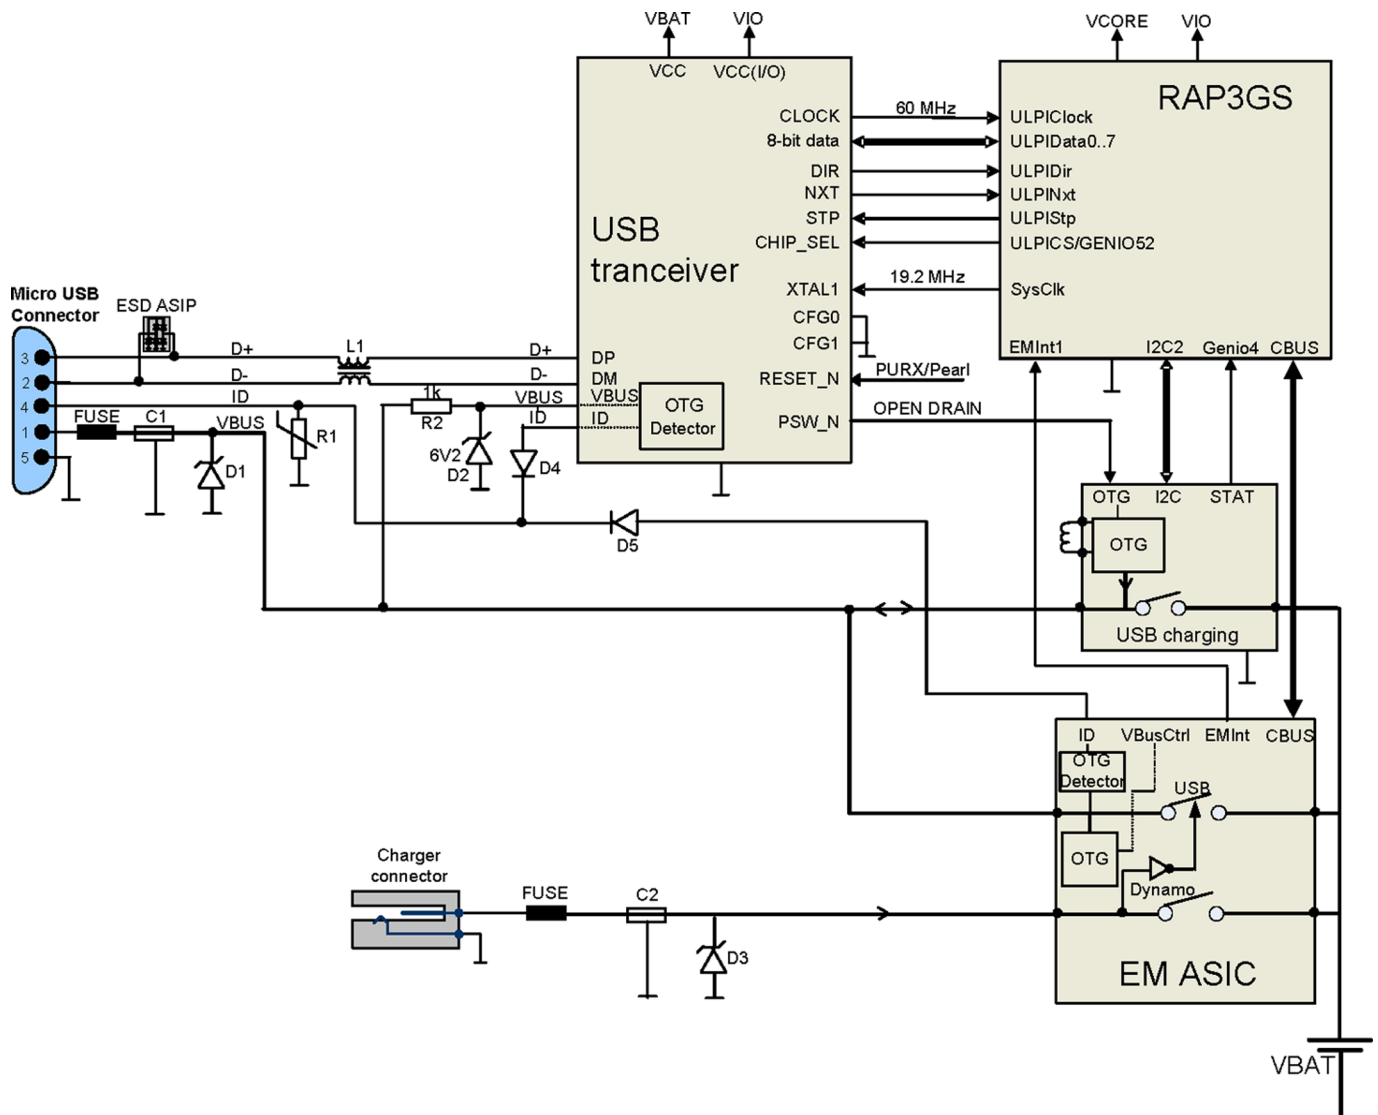 VBAT
VIO
VCORE
VIO
VCC
VCC(I/O)
RAP3GS
CLOCK
60 MHz
ULPIClock
8-bit data
ULPIData0..7
DIR
ULPIDir
NXT
ULPINxt
USB
tranceiver
STP
ULPIStp
CHIP_SEL
ULPICS/GENIO52
XTAL1
19.2 MHz
SysClk
CFG0
CFG1
EMInt1
I2C2
Genio4
CBUS
Micro USB
Connector
ESD ASIP
3
D+
L1
D+
DP
2
D-
D-
DM
RESET_N
PURX/Pearl
4
ID
1k
R2
VBUS
VBUS
OTG
Detector
ID
ID
PSW_N
OPEN DRAIN
1
FUSE
C1
VBUS
R1
5
D1
6V2
D2
D4
D5
OTG
I2C
STAT
OTG
USB charging
ID
VBusCtrl
EMInt
CBUS
OTG
Detector
USB
OTG
Dynamo
EM ASIC
Charger
connector
FUSE
C2
D3
VBAT